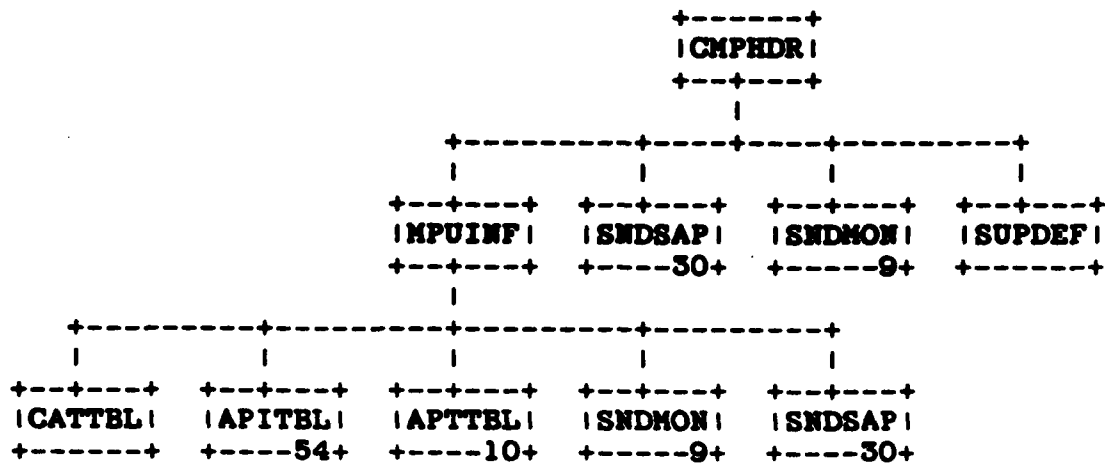 CMPHDR
MPUINF SNDSAP SNDMON SUPDEF
30 9
CATTBL APITBL APTTBL SNDMON SNDSAP
54 10 9 30